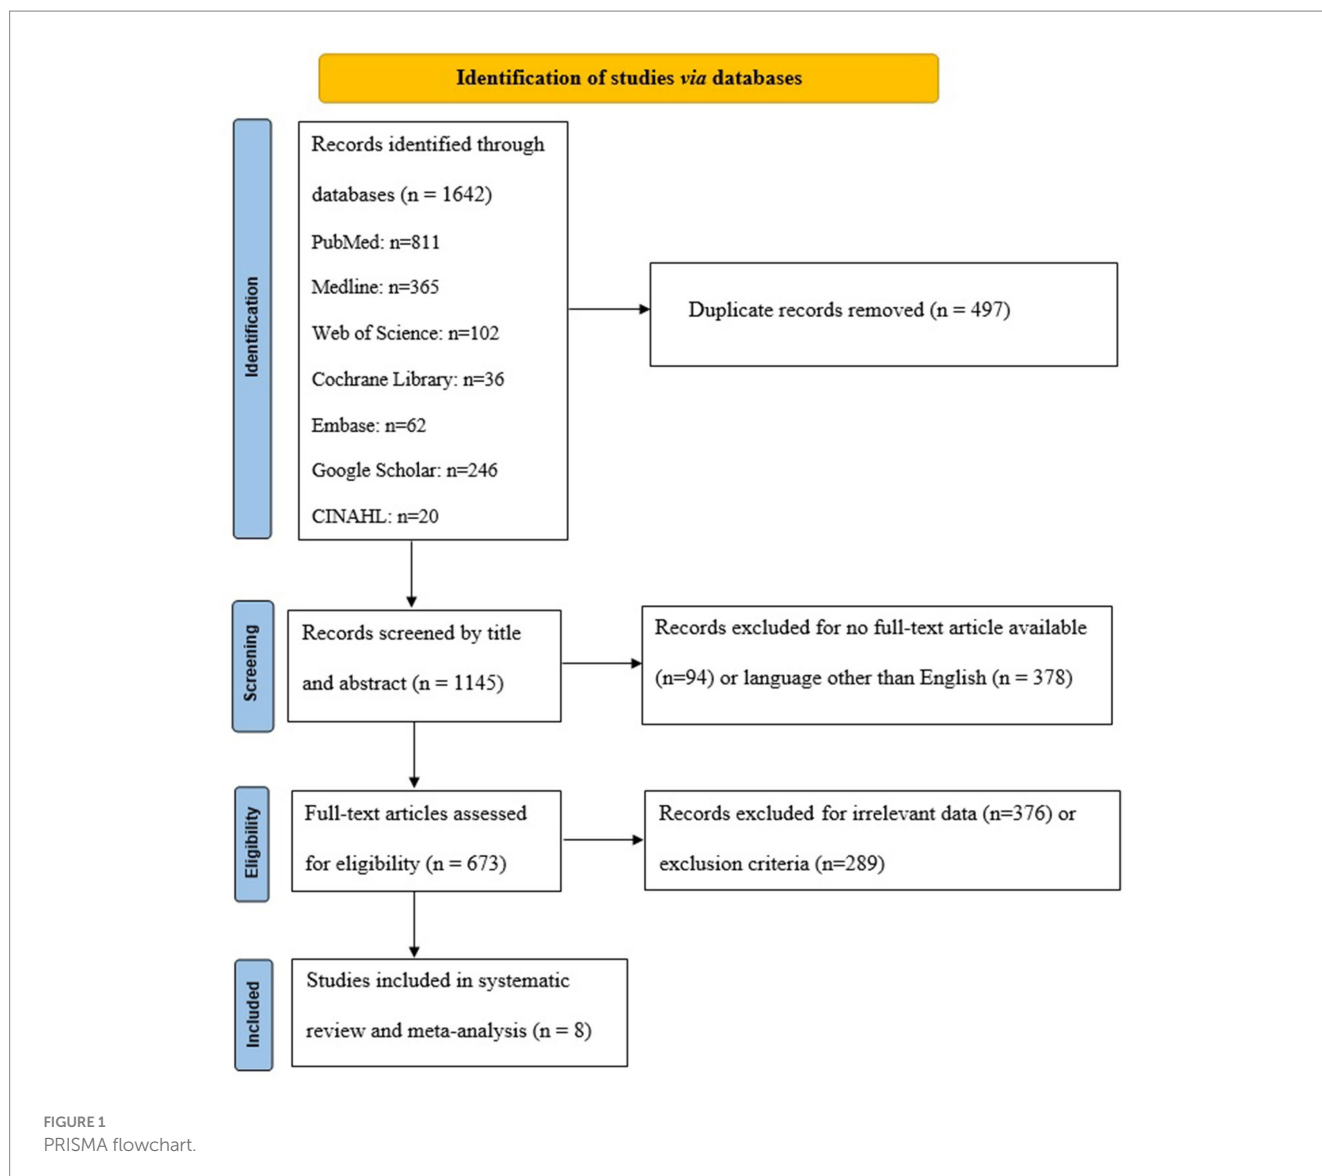 Identification of studies via databases
Identification
Records identified through
databases (n = 1642)
PubMed: n=811
Medline: n=365
Web of Science: n=102
Cochrane Library: n=36
Embase: n=62
Google Scholar: n=246
CINAHL: n=20
Duplicate records removed (n = 497)
Screening
Records screened by title
and abstract (n = 1145)
Records excluded for no full-text article available
(n=94) or language other than English (n = 378)
Eligibility
Full-text articles assessed
for eligibility (n = 673)
Records excluded for irrelevant data (n=376) or
exclusion criteria (n=289)
Included
Studies included in systematic
review and meta-analysis (n = 8)
FIGURE 1
PRISMA flowchart.